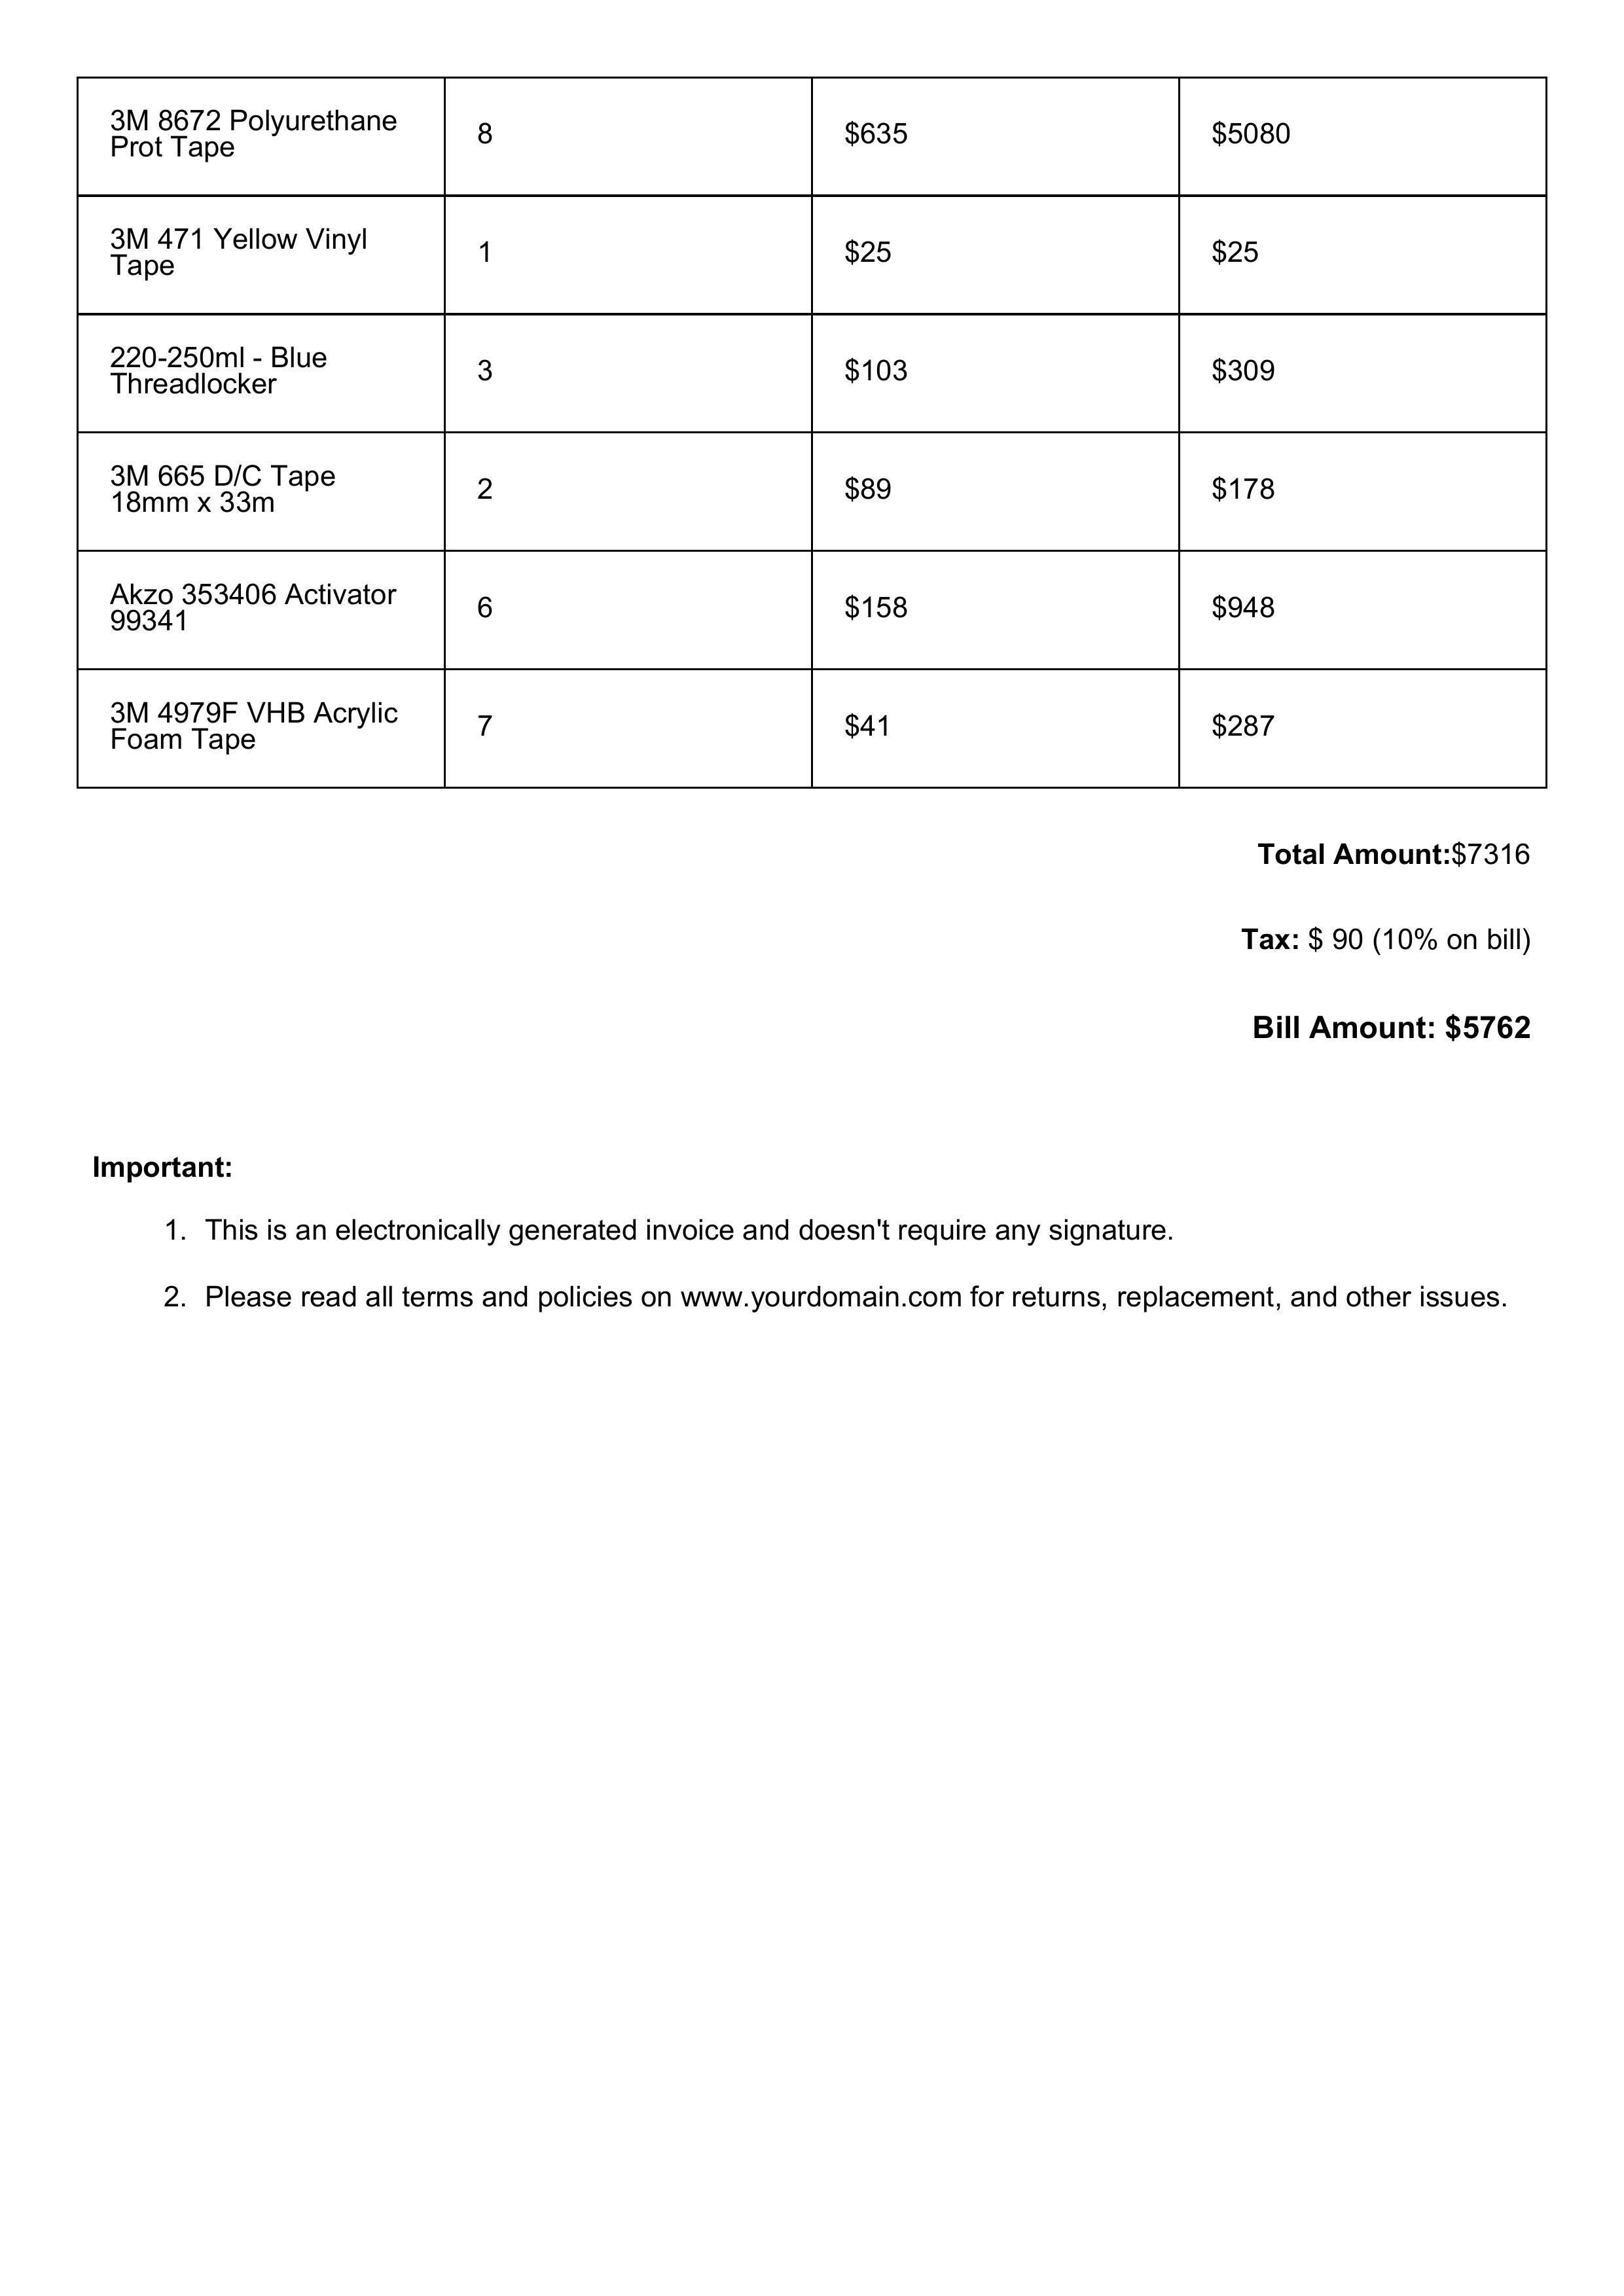 3M 8672 Polyurethane
Prot Tape
8
$635
$5080
3M 471 Yellow Vinyl
Tape
1
$25
$25
220-250ml - Blue
Threadlocker
3
$103
$309
3M 665 D/C Tape
18mm x 33m
2
$89
$178
Akzo 353406 Activator
99341
6
$158
$948
3M 4979F VHB Acrylic
Foam Tape
7
$41
$287
Total Amount:$7316
Tax: $ 90 (10% on bill)
Bill Amount: $5762
Important:
1. This is an electronically generated invoice and doesn't require any signature.
2. Please read all terms and policies on www.yourdomain.com for returns, replacement, and other issues.